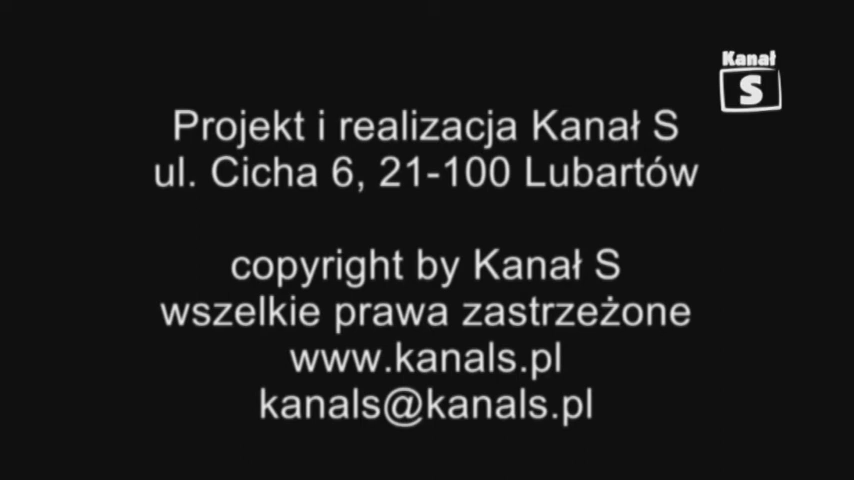 Kanał
S
Projekt i realizacja Kanał S
ul. Cicha 6, 21-100 Lubartów
copyright by Kanał S
wszelkie prawa zastrzeżone
www.kanals.pl
kanals@kanals.pl